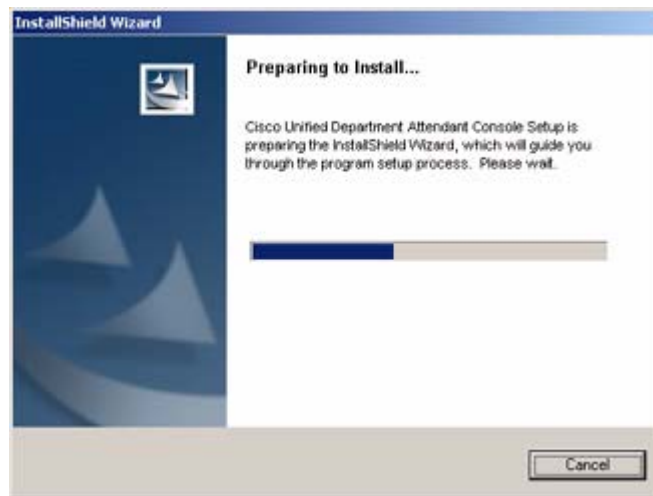 InstallShield Wizard
Preparing to Install...
Cisco Unified Department Attendant Console Setup is
preparing the InstallShield Wizard, which will guide you
through the program setup process. Please wait.
Cancel